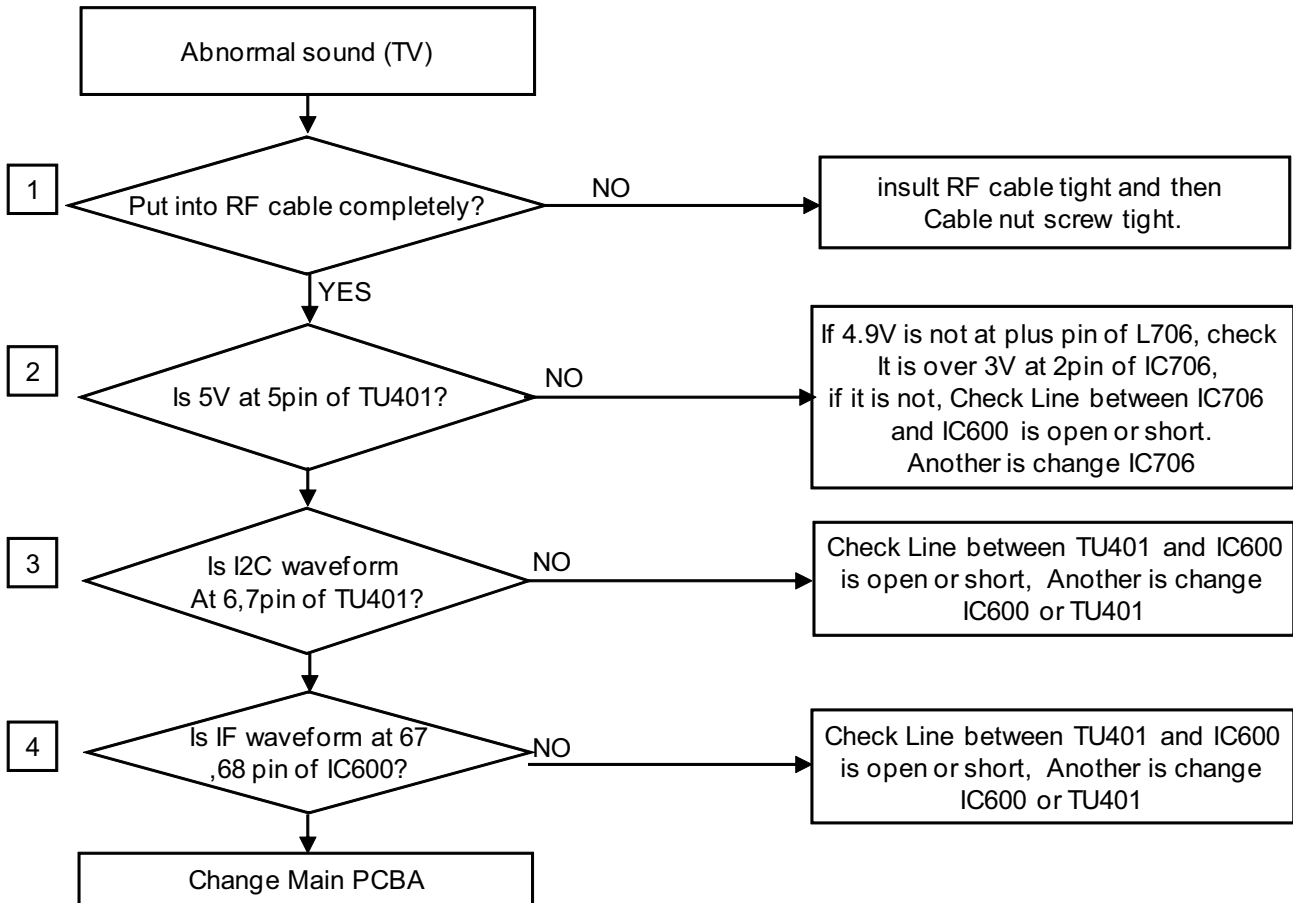 Abnormal sound (TV)
1
Put into RF cable completely?
NO
insult RF cable tight and then
Cable nut screw tight.
YES
2
Is 5V at 5pin of TU401?
NO
If 4.9V is not at plus pin of L706, check
It is over 3V at 2pin of IC706,
if it is not, Check Line between IC706
and IC600 is open or short.
Another is change IC706
3
Is I2C waveform
At 6,7pin of TU401?
NO
Check Line between TU401 and IC600
is open or short, Another is change
IC600 or TU401
4
Is IF waveform at 67
,68 pin of IC600?
NO
Check Line between TU401 and IC600
is open or short, Another is change
IC600 or TU401
Change Main PCBA